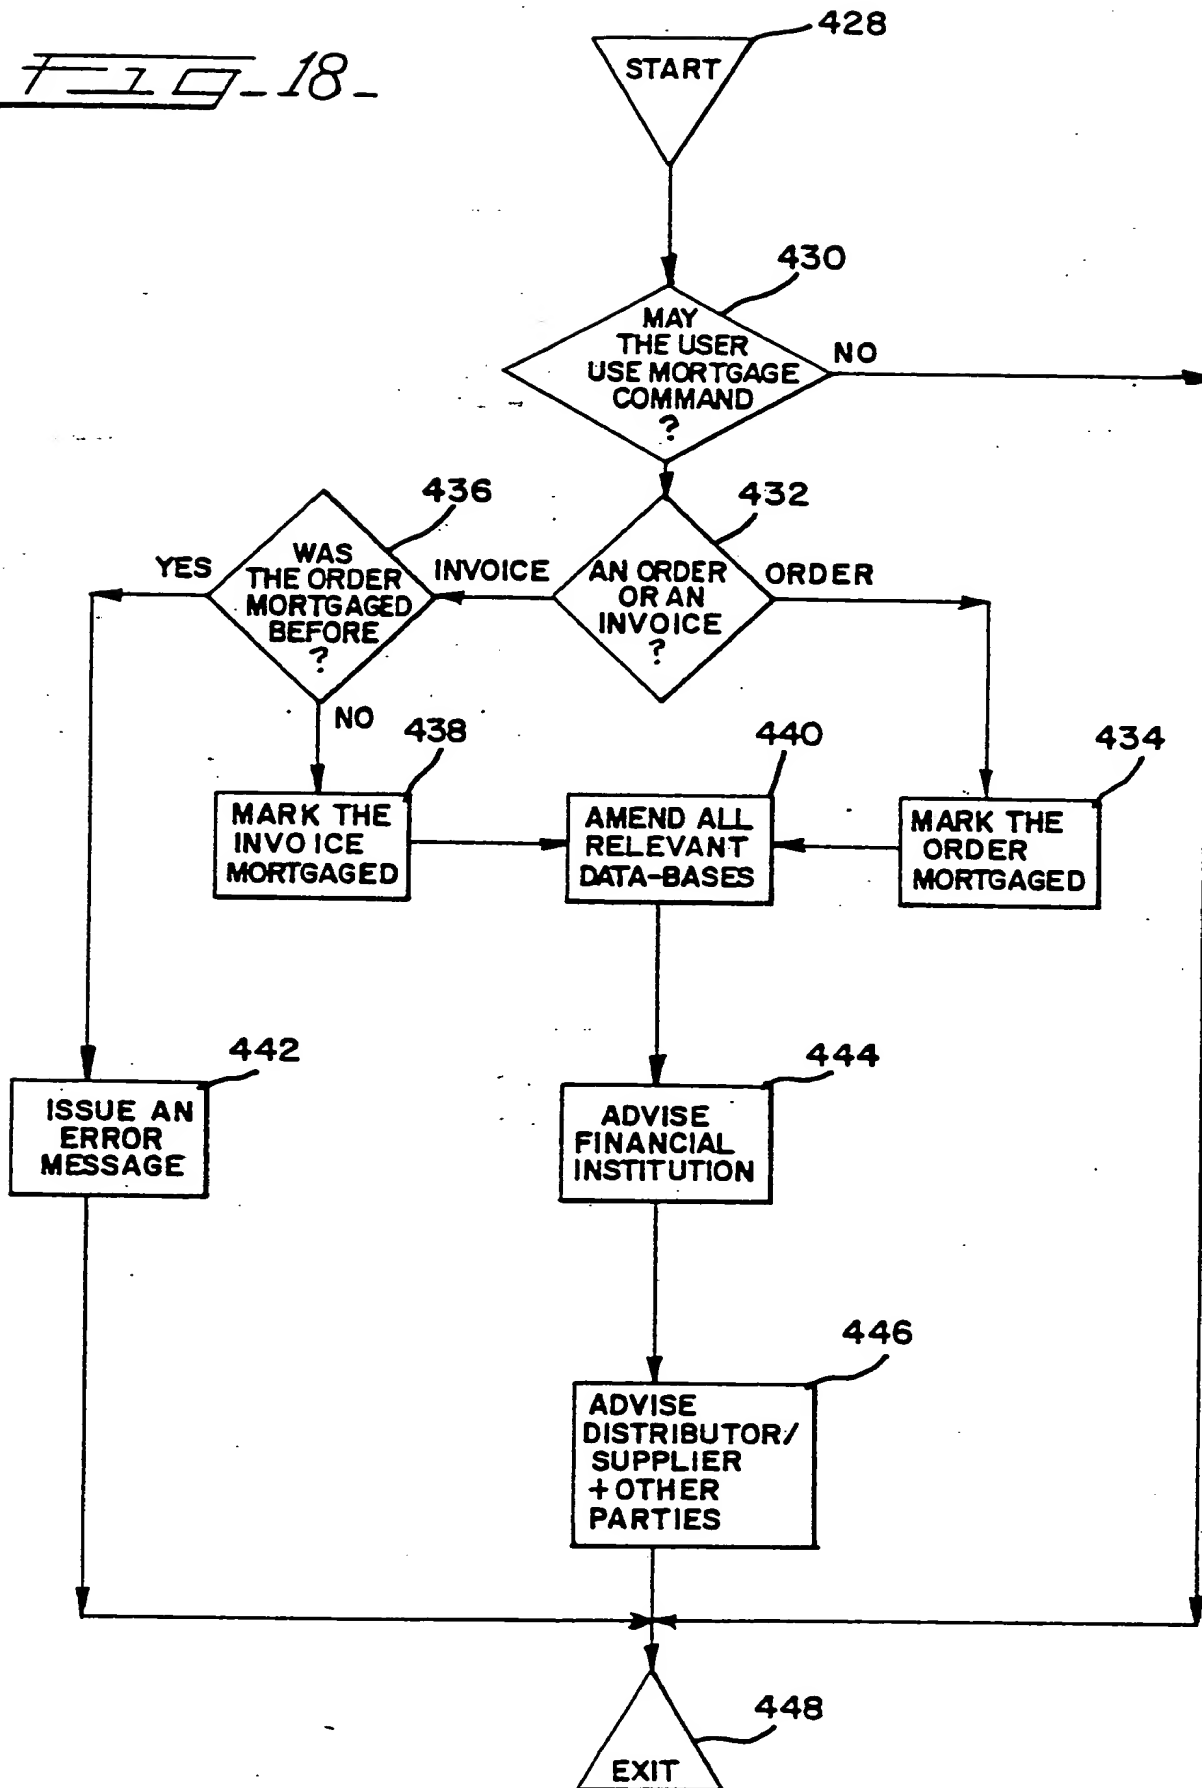 Fig-18-
428
START
430
MAY
THE USER
USE MORTGAGE
COMMAND
?
NO
436
432
YES
WAS
THE ORDER
MORTGAGED
BEFORE
?
INVOICE
AN ORDER
OR AN
INVOICE
?
ORDER
NO
438
440
434
MARK THE
INVOICE
MORTGAGED
AMEND ALL
RELEVANT
DATA-BASES
MARK THE
ORDER
MORTGAGED
442
444
ISSUE AN
ERROR
MESSAGE
ADVISE
FINANCIAL
INSTITUTION
446
ADVISE
DISTRIBUTOR/
SUPPLIER
+ OTHER
PARTIES
448
EXIT